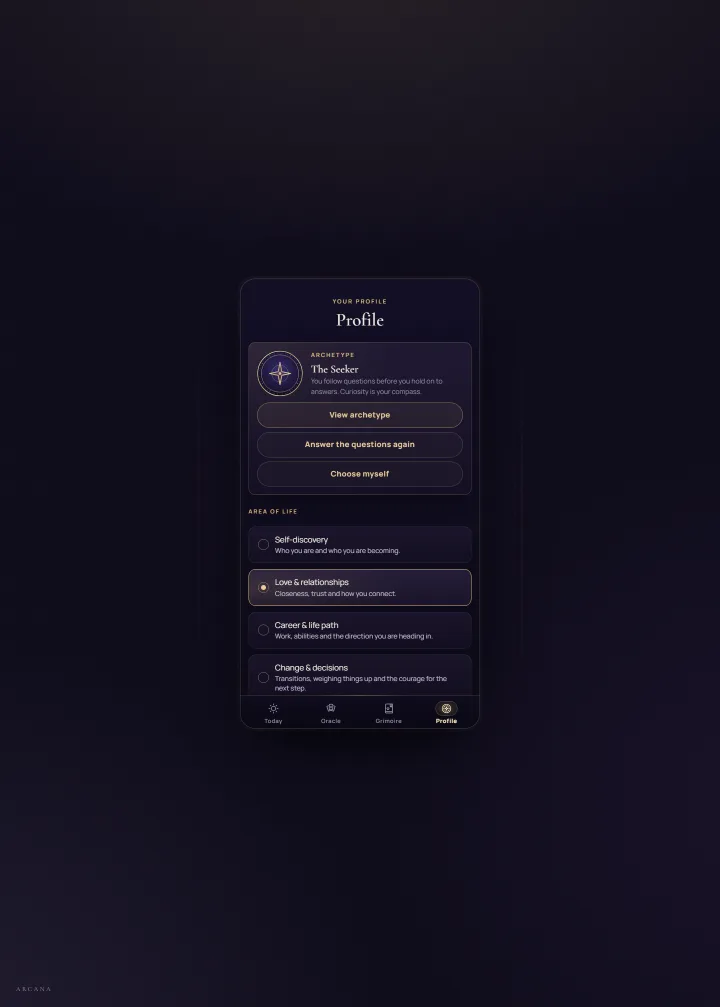 YOUR PROFILE
Profile
ARCHETYPE
The Seeker
You follow questions before you hold on to
answers. Curiosity is your compass.
View archetype
Answer the questions again
Choose myself
AREA OF LIFE
Self-discovery
Who you are and who you are becoming.
Love & relationships
Closeness, trust and how you connect.
Career & life path
Work, abilities and the direction you are heading in.
Change & decisions
Transitions, weighing things up and the courage for the
next step.
Today
Oracle
Grimoire
Profile
ARCANA